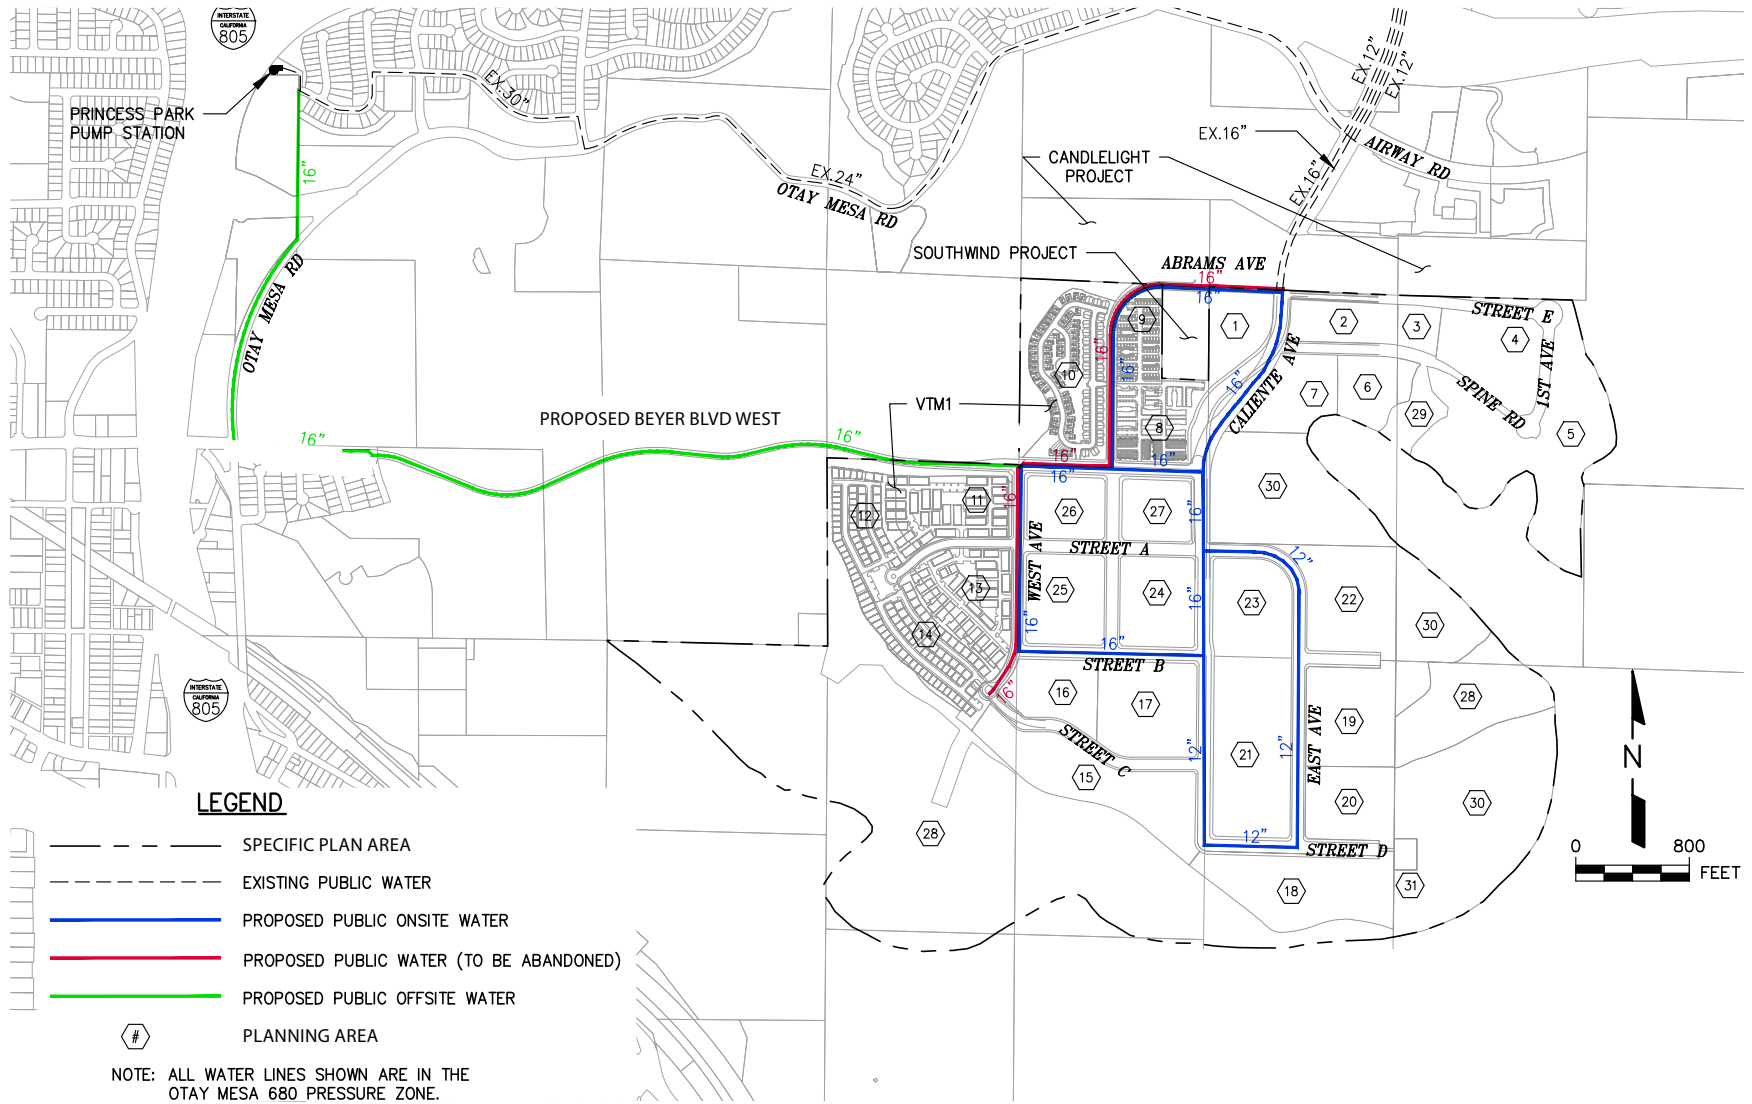 INTERSTATE
CALIFORNIA
805
PRINCESS PARK
PUMP STATION
EX.30"
16"
EX.24"
OTAY MESA RD
EX.12"
EX.12"
EX.16"
EX.16"
AIRWAY RD
CANDLELIGHT
PROJECT
SOUTHWIND PROJECT
ABRAMS AVE
16"
16"
OTAY MESA RD
STREET E
1ST AVE
SPINE RD
CALIENTE AVE
16"
16"
16"
1
2
3
4
5
6
7
8
9
10
29
30
VTM1
PROPOSED BEYER BLVD WEST
16"
16"
16"
16"
16"
16"
16"
11
12
13
14
26
27
STREET A
WEST AVE
25
24
16"
16"
16"
STREET B
12"
23
22
30
16"
16
17
STREET C
15
12"
21
12"
EAST AVE
19
20
28
30
28
12"
STREET D
18
31
INTERSTATE
CALIFORNIA
805
N
0 800
FEET
LEGEND
SPECIFIC PLAN AREA
EXISTING PUBLIC WATER
PROPOSED PUBLIC ONSITE WATER
PROPOSED PUBLIC WATER (TO BE ABANDONED)
PROPOSED PUBLIC OFFSITE WATER
# PLANNING AREA
NOTE: ALL WATER LINES SHOWN ARE IN THE
OTAY MESA 680 PRESSURE ZONE.